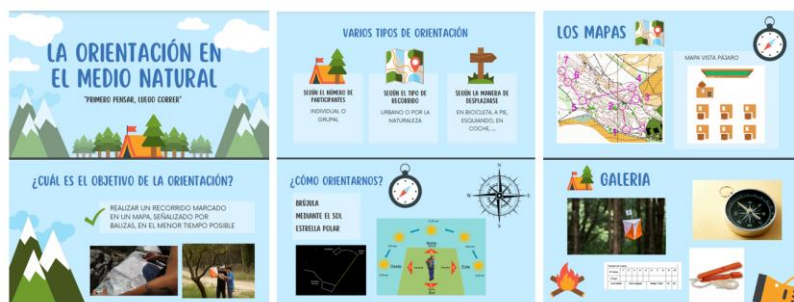 LA ORIENTACIÓN EN
EL MEDIO NATURAL
"PRIMERO PENSAR, LUEGO CORRER"
¿CUÁL ES EL OBJETIVO DE LA ORIENTACIÓN?
REALIZAR UN RECORRIDO MARCADO
EN UN MAPA, SEÑALIZADO POR
BAUZAS, EN EL MENOR TIEMPO POSIBLE
VARIOS TIPOS DE ORIENTACIÓN
SEGÚN EL NÚMERO DE
PARTICIPANTES
INDIVIDUAL O
GRUPAL
SEGÚN EL TIPO DE
RECORRIDO
URBANO O POR LA
NATURALEZA
SEGÚN LA MANERA DE
DESPLAZARSE
EN BICICLETA, A PIE,
ESQUIANDO, EN
COCHE, ...
¿CÓMO ORIENTARNOS?
BRÚJULA
MEDIANTE EL SOL
ESTRELLA POLAR
N
W
E
S
LOS MAPAS
MAPA VISTA PÁJARO
GALERIA